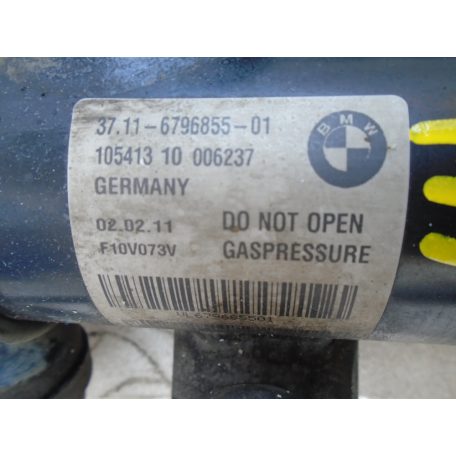 37.11-6796855-01
BMW
105413 10 006237
GERMANY
02.02.11 DO NOT OPEN
F10V073V GASPRESSURE